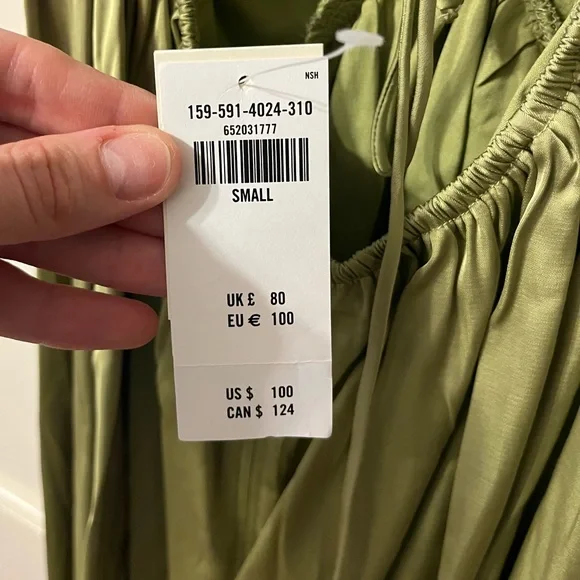 NSH
159-591-4024-310
652031777
SMALL
UK £ 80
EU € 100
US $ 100
CAN $ 124